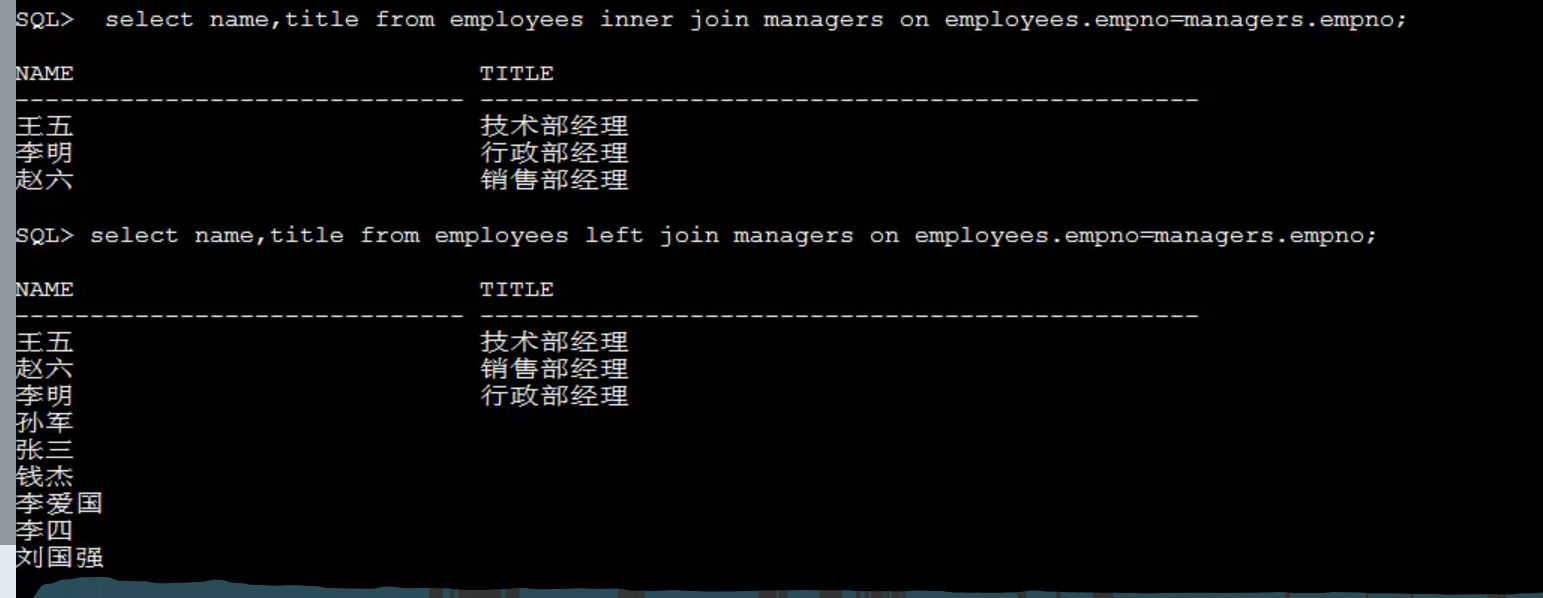 SQL>  select name,title from employees inner join managers on employees.empno=managers.empno;
NAME                           TITLE
------------------------------ ------------------------------------------------
王五                           技术部经理
李明                           行政部经理
赵六                           销售部经理
SQL> select name,title from employees left join managers on employees.empno=managers.empno;
NAME                           TITLE
------------------------------ ------------------------------------------------
王五                           技术部经理
赵六                           销售部经理
李明                           行政部经理
孙军
张三
钱杰
李爱国
李四
刘国强